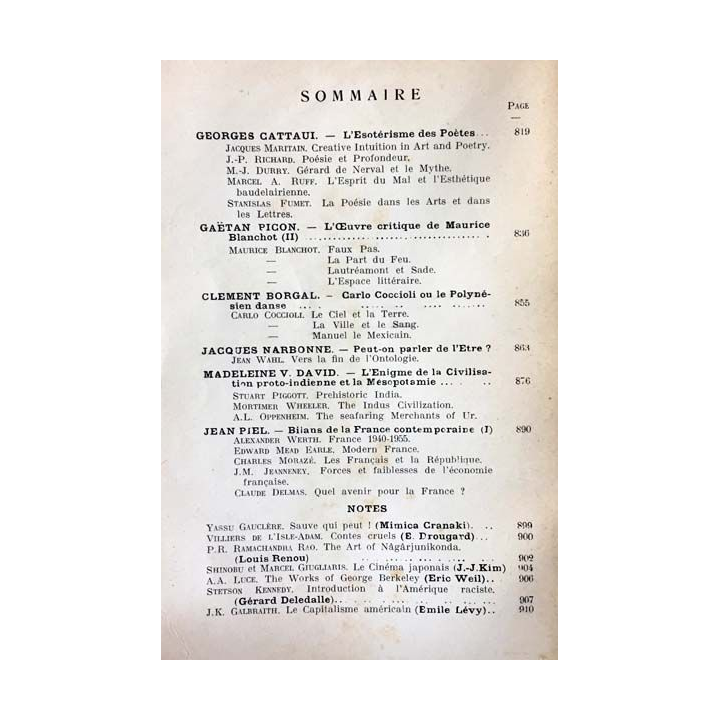 SOMMAIRE
PAGE
—
GEORGES CATTAUI. — L'Esotérisme des Poètes... 819
JACQUES MARITAIN. Creative Intuition in Art and Poetry.
J.-P. RICHARD. Poésie et Profondeur.
M.-J. DURRY. Gérard de Nerval et le Mythe.
MARCEL A. RUFF. L'Esprit du Mal et l'Esthétique
baudelairienne.
STANISLAS FUMET. La Poésie dans les Arts et dans
les Lettres.
GAËTAN PICON. — L'Œuvre critique de Maurice
Blanchot (II) ........................................ 836
MAURICE BLANCHOT. Faux Pas.
— La Part du Feu.
— Lautréamont et Sade.
— L'Espace littéraire.
CLEMENT BORGAL. — Carlo Coccioli ou le Polyné-
sien danse .... . .. .. ... .... ....... 855
CARLO COCCIOLI. Le Ciel et la Terre.
— La Ville et le Sang.
— Manuel le Mexicain.
JACQUES NARBONNE. — Peut-on parler de l'Etre ? 863
JEAN WAHL. Vers la fin de l'Ontologie.
MADELEINE V. DAVID. — L'Enigme de la Civilisa-
tion proto-indienne et la Mésopotamie ... . .. 876
STUART PIGGOTT. Prehistoric India.
MORTIMER WHEELER. The Indus Civilization.
A.L. OPPENHEIM. The seafaring Merchants of Ur.
JEAN PIEL. — Bilans de la France contemporaine (I) 890
ALEXANDER WERTH. France 1940-1955.
EDWARD MEAD EARLE. Modern France.
CHARLES MORAZÉ. Les Français et la République.
J.M. JEANNENEY. Forces et faiblesses de l'économie
française.
CLAUDE DELMAS. Quel avenir pour la France ?
NOTES
YASSU GAUCLÈRE. Sauve qui peut ! (Mimica Cranaki). .. 899
VILLIERS DE L'ISLE-ADAM. Contes cruels (E. Drougard)... 900
P.R. RAMACHANDRA RAO. The Art of Nâgârjunikonda.
(Louis Renou) .. .......... .. ......... 902
SHINOBU et MARCEL GIUGLIARIS. Le Cinéma japonais (J.-J.Kim) 904
A.A. LUCE. The Works of George Berkeley (Eric Weil).. 906
STETSON KENNEDY. Introduction à l'Amérique raciste.
(Gérard Deledalle).. .... .. .. .. ... .. ... 907
J.K. GALBRAITH. Le Capitalisme américain (Emile Lévy).. 910